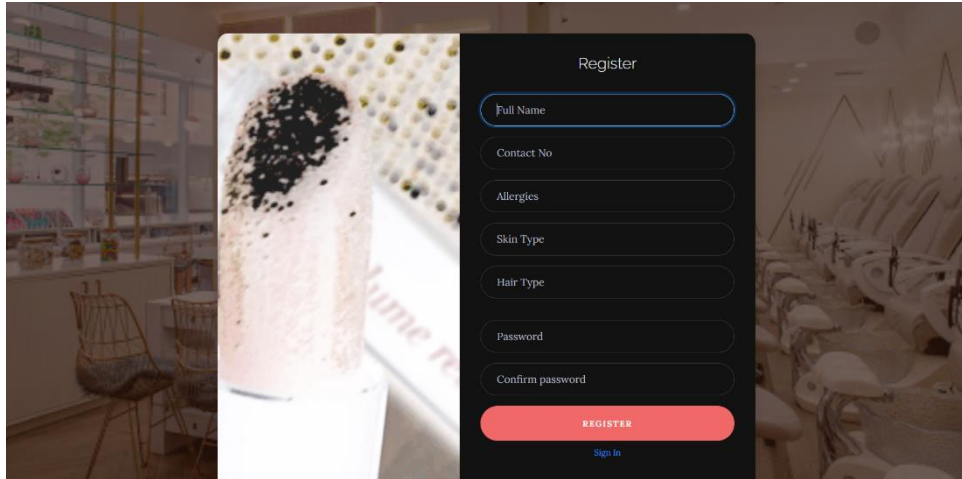 Register
Full Name
Contact No
Allergies
Skin Type
Hair Type
Password
Confirm password
REGISTER
Sign In